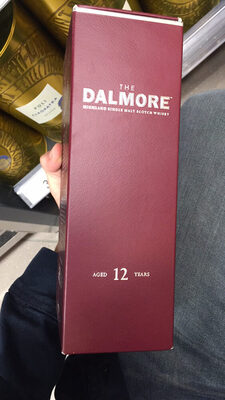 THE
DALMORE
HIGHLAND SINGLE MALT SCOTCH WHISKY
AGED 12 YEARS